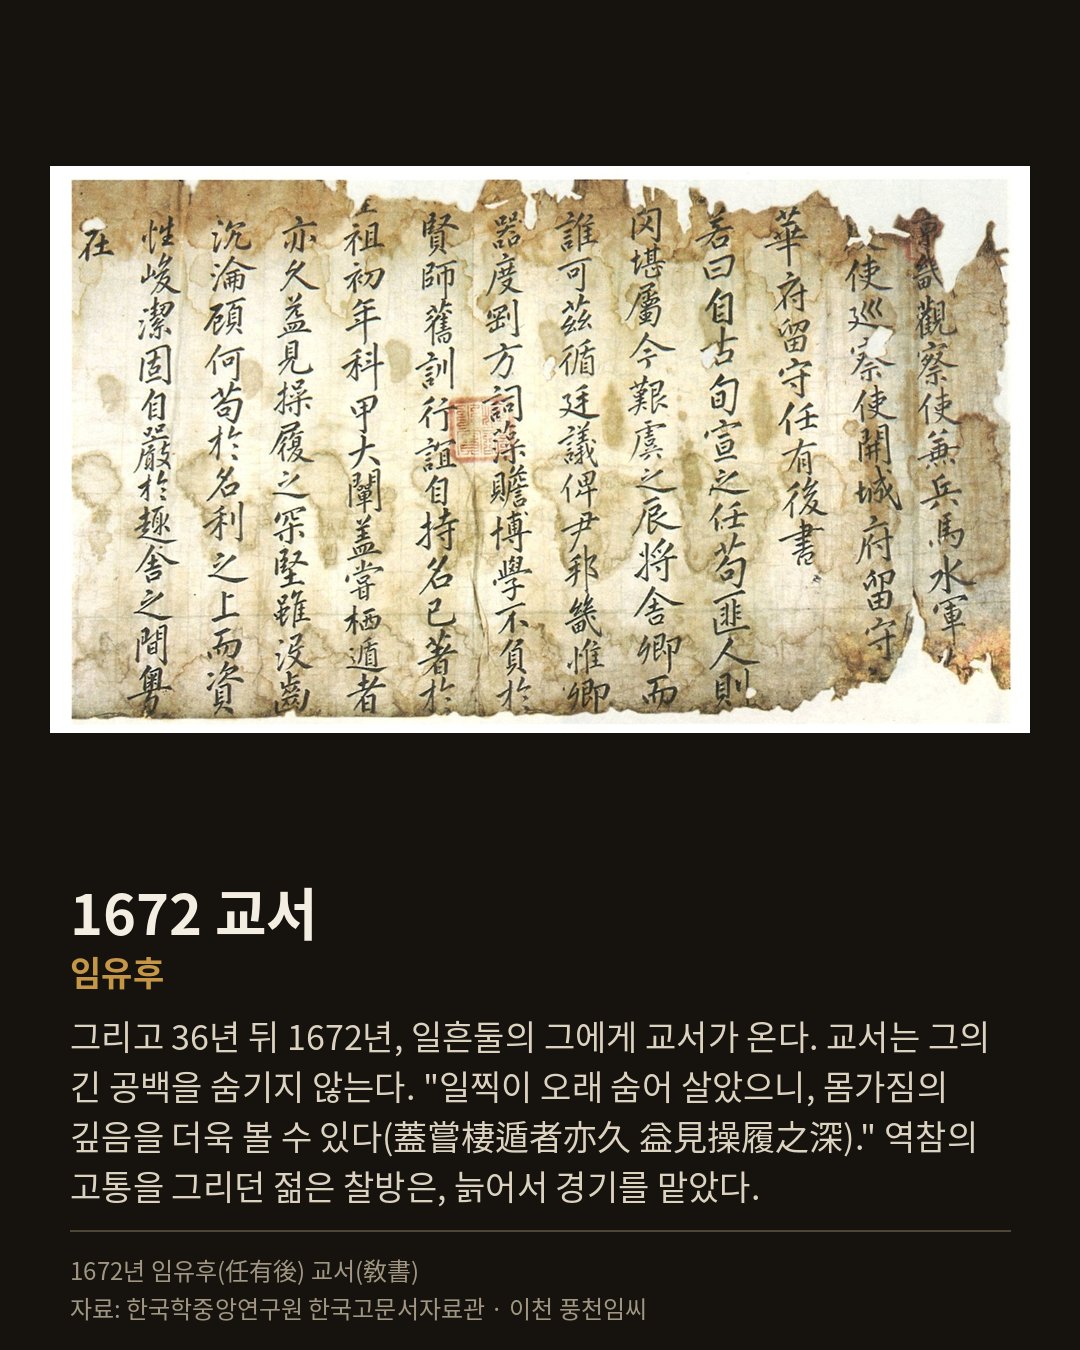 畿觀察使兼兵馬水軍
使巡察使開城府留守
華府留守任有後書
若曰自古旬宣之任苟匪人則
閃堪屬今艱虞之辰將舍卿而
誰可茲循廷議俾尹邦畿惟卿
器度劉方詞藻贍博學不負於
賢師舊訓行誼自持名已著於
祖初年科甲大闡蓋嘗栖遁者
亦久益見操履之深堅雖沒齒
沉淪顧何苟於名利之上而資
性峻潔固自嚴於趣舍之間粤
在
1672 교서
임유후
그리고 36년 뒤 1672년, 일흔둘의 그에게 교서가 온다. 교서는 그의
긴 공백을 숨기지 않는다. "일찍이 오래 숨어 살았으니, 몸가짐의
깊음을 더욱 볼 수 있다(蓋嘗棲遁者亦久 益見操履之深)." 역참의
고통을 그리던 젊은 찰방은, 늙어서 경기를 맡았다.
1672년 임유후(任有後) 교서(敎書)
자료: 한국학중앙연구원 한국고문서자료관 · 이천 풍천임씨